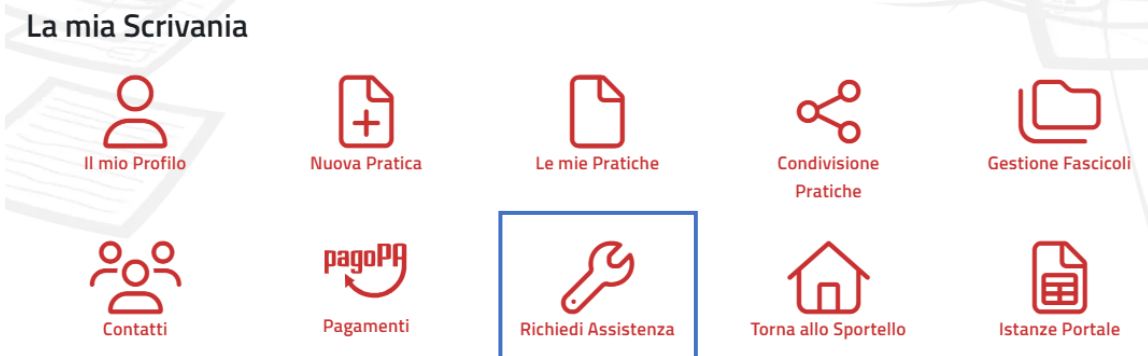 La mia Scrivania
Il mio Profilo
Nuova Pratica
Le mie Pratiche
Condivisione
Pratiche
Gestione Fascicoli
Contatti
pagoPA
Pagamenti
Richiedi Assistenza
Torna allo Sportello
Istanze Portale